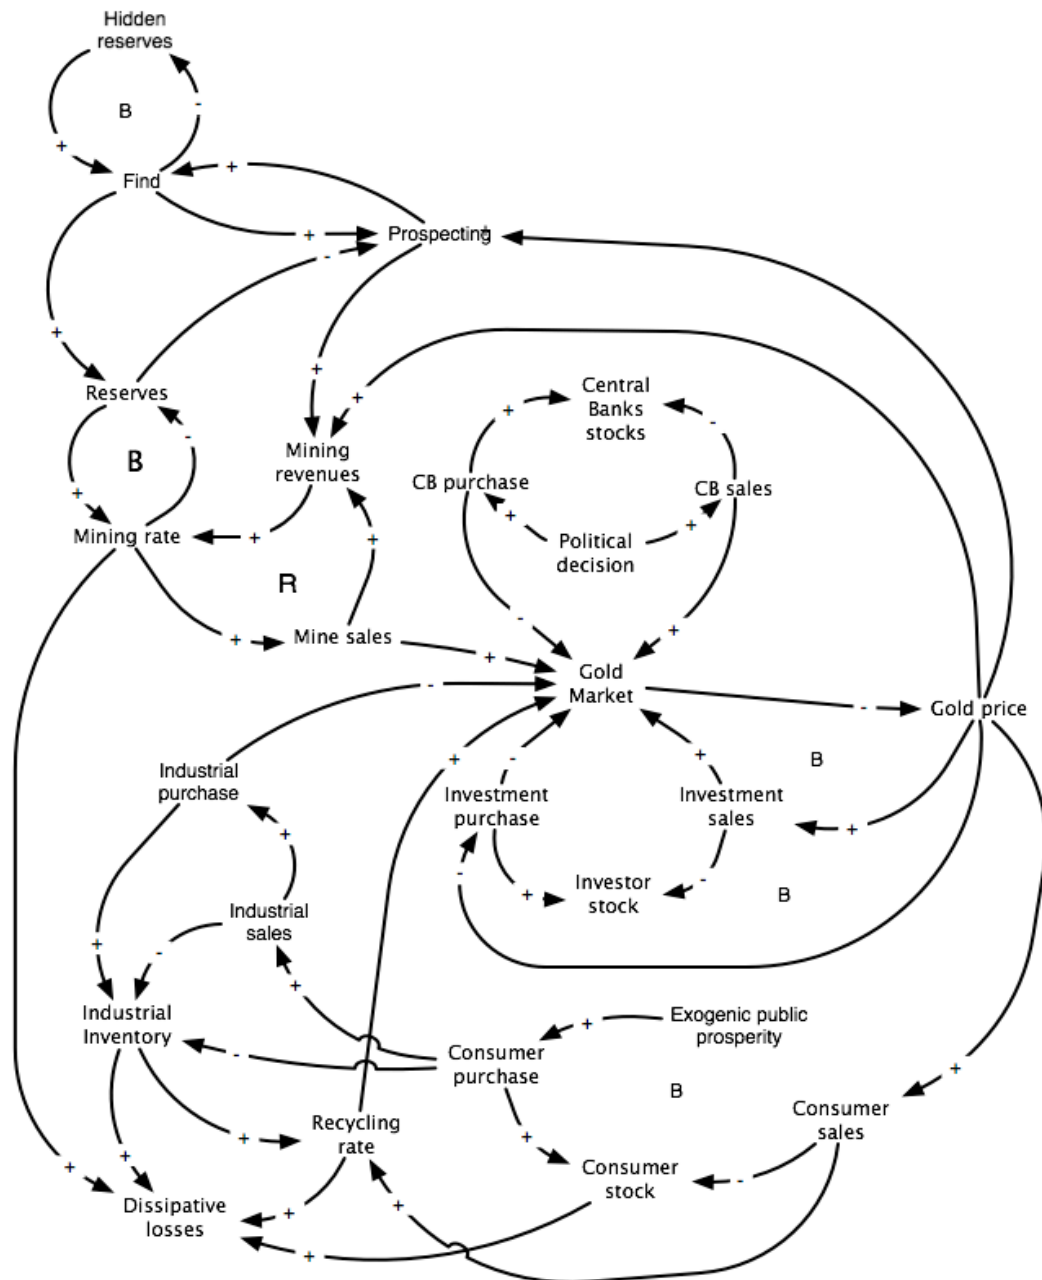 Hidden
reserves
-
B
+
+
Find
+
-
Prospecting
+
+
+
Reserves
-
B
+
Mining
revenues
Central
Banks
stocks
+
-
CB purchase
CB sales
+
+
Political
decision
Mining rate
+
+
R
+
Mine sales
+
-
+
Gold
Market
-
-
Gold price
+
-
+
B
Industrial
purchase
Investment
purchase
Investment
sales
+
+
-
-
+
Investor
stock
B
Industrial
sales
+
-
+
Industrial
Inventory
Exogenic public
prosperity
+
-
Consumer
purchase
B
+
Consumer
sales
Recycling
rate
+
+
+
+
Consumer
stock
-
Dissipative
losses
+
+
+